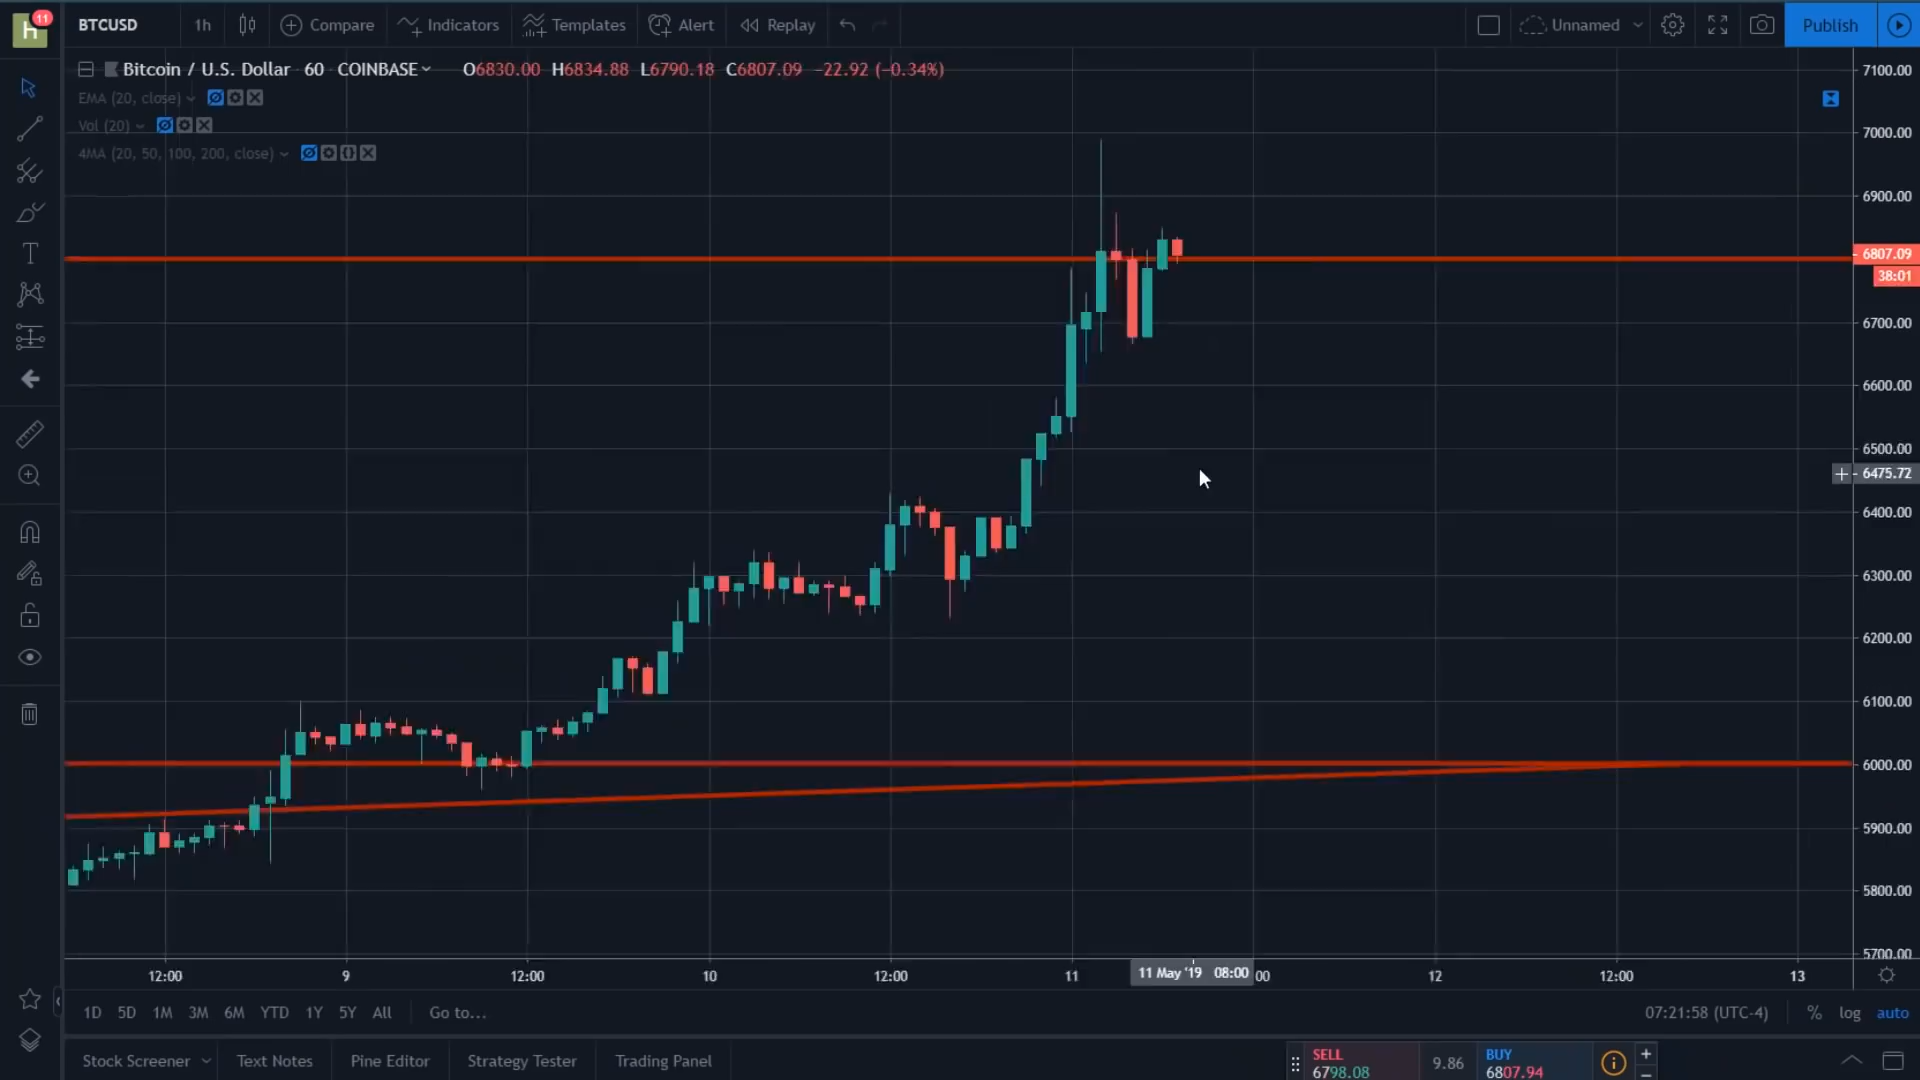 h 11
BTCUSD 1h Compare Indicators Templates Alert Replay Unnamed Publish
Bitcoin / U.S. Dollar 60 COINBASE O6830.00 H6834.88 L6790.18 C6807.09 −22.92 (−0.34%)
EMA (20, close)
Vol (20)
4MA (20, 50, 100, 200, close)
7100.00
7000.00
6900.00
6807.09
38:01
6700.00
6600.00
6500.00
6475.72
6400.00
6300.00
6200.00
6100.00
6000.00
5900.00
5800.00
5700.00
12:00 9 12:00 10 12:00 11 11 May '19 08:00 00 12 12:00 13
1D 5D 1M 3M 6M YTD 1Y 5Y All Go to... 07:21:58 (UTC-4) % log auto
Stock Screener Text Notes Pine Editor Strategy Tester Trading Panel
SELL
6798.08
9.86
BUY
6807.94